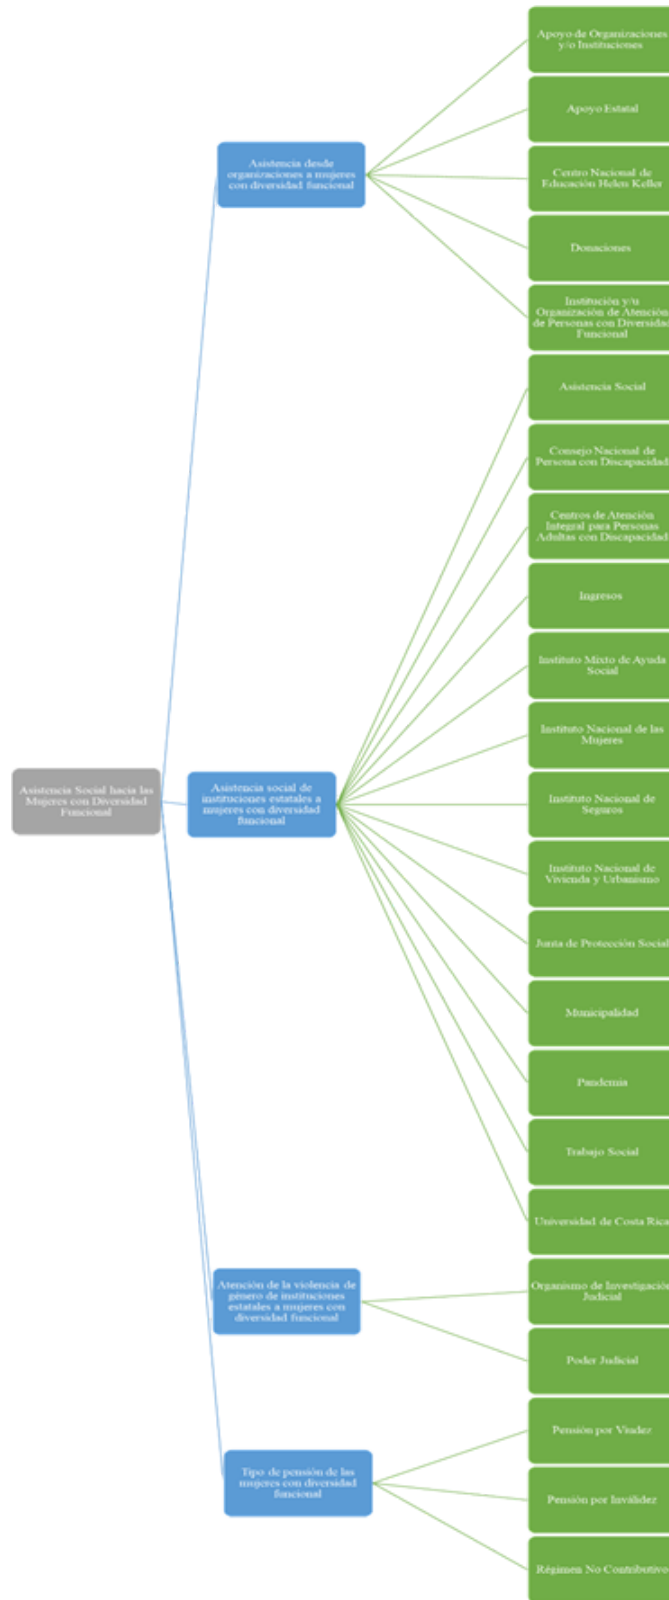 Apoyo de Organizaciones
y/o Instituciones
Apoyo Estatal
Asistencia desde
organizaciones a mujeres
con diversidad funcional
Centro Nacional de
Educación Helen Keller
Donaciones
Institución y/u
Organización de Atención
de Personas con Diversidad
Funcional
Asistencia Social
Consejo Nacional de
Persona con Discapacidad
Centros de Atención
Integral para Personas
Adultas con Discapacidad
Ingresos
Instituto Mixto de Ayuda
Social
Instituto Nacional de las
Mujeres
Asistencia Social hacia las
Mujeres con Diversidad
Funcional
Asistencia social de
instituciones estatales a
mujeres con diversidad
funcional
Instituto Nacional de
Seguros
Instituto Nacional de
Vivienda y Urbanismo
Junta de Protección Social
Municipalidad
Pandemia
Trabajo Social
Universidad de Costa Rica
Atención de la violencia de
género de instituciones
estatales a mujeres con
diversidad funcional
Organismo de Investigación
Judicial
Poder Judicial
Tipo de pensión de las
mujeres con diversidad
funcional
Pensión por Viudez
Pensión por Inválidez
Régimen No Contributivo